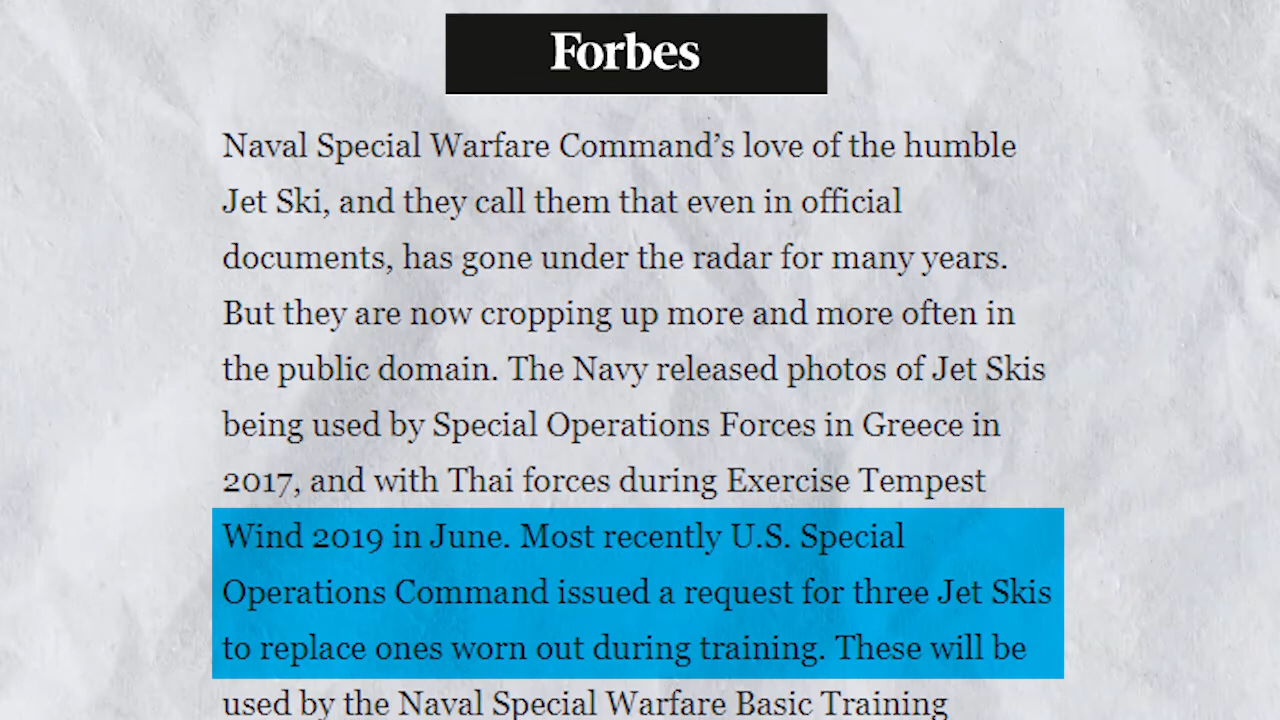 Forbes
Naval Special Warfare Command’s love of the humble
Jet Ski, and they call them that even in official
documents, has gone under the radar for many years.
But they are now cropping up more and more often in
the public domain. The Navy released photos of Jet Skis
being used by Special Operations Forces in Greece in
2017, and with Thai forces during Exercise Tempest
Wind 2019 in June. Most recently U.S. Special
Operations Command issued a request for three Jet Skis
to replace ones worn out during training. These will be
used by the Naval Special Warfare Basic Training